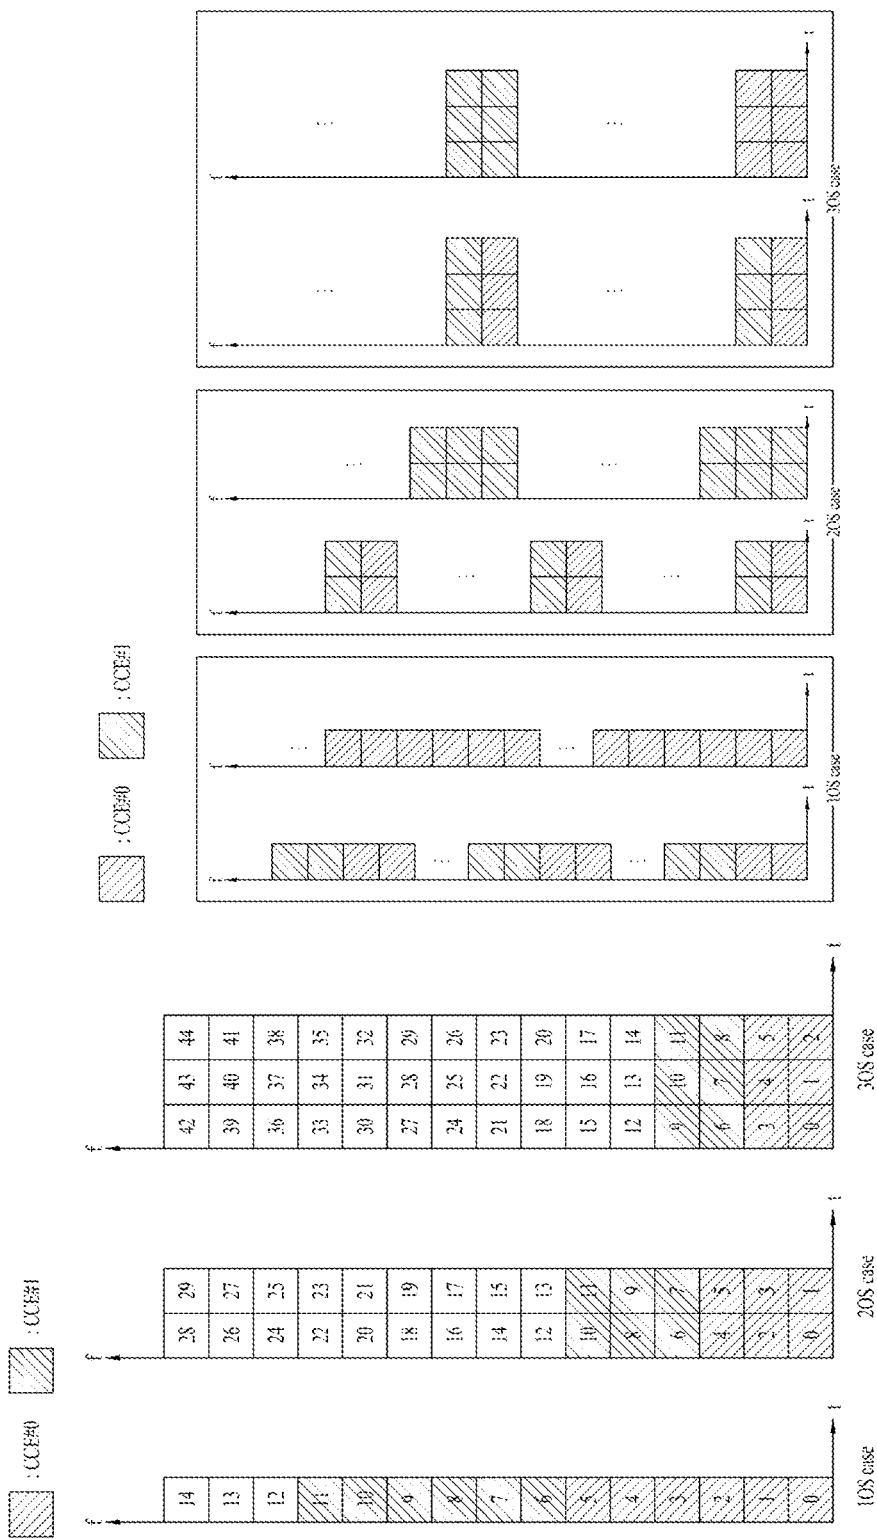 : CCE#0
: CCE#1
f
14
13
12
11
10
9
8
7
6
5
4
3
2
1
0
t
1OS case
f
28 29
26 27
24 25
22 23
20 21
18 19
16 17
14 15
12 13
10 11
8 9
6 7
4 5
2 3
0 1
t
2OS case
f
42 43 44
39 40 41
36 37 38
33 34 35
30 31 32
27 28 29
24 25 26
21 22 23
18 19 20
15 16 17
12 13 14
9 10 11
6 7 8
3 4 5
0 1 2
t
3OS case
: CCE#0
: CCE#1
f
...
...
t
f
...
...
t
1OS case
f
...
...
t
f
...
...
t
2OS case
f
...
...
t
f
...
...
t
3OS case